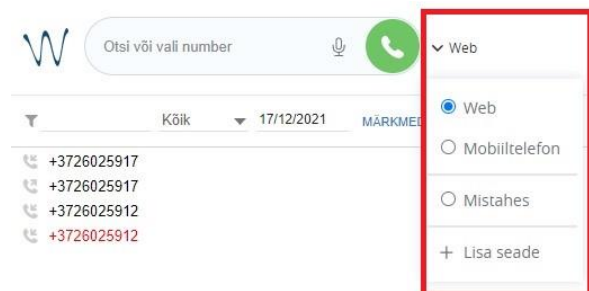 W
Otsi või vali number
Web
Web
Kõik 17/12/2021 MÄRKMED
Mobiiltelefon
+3726025917
+3726025917
Mistahes
+3726025912
+3726025912
+ Lisa seade